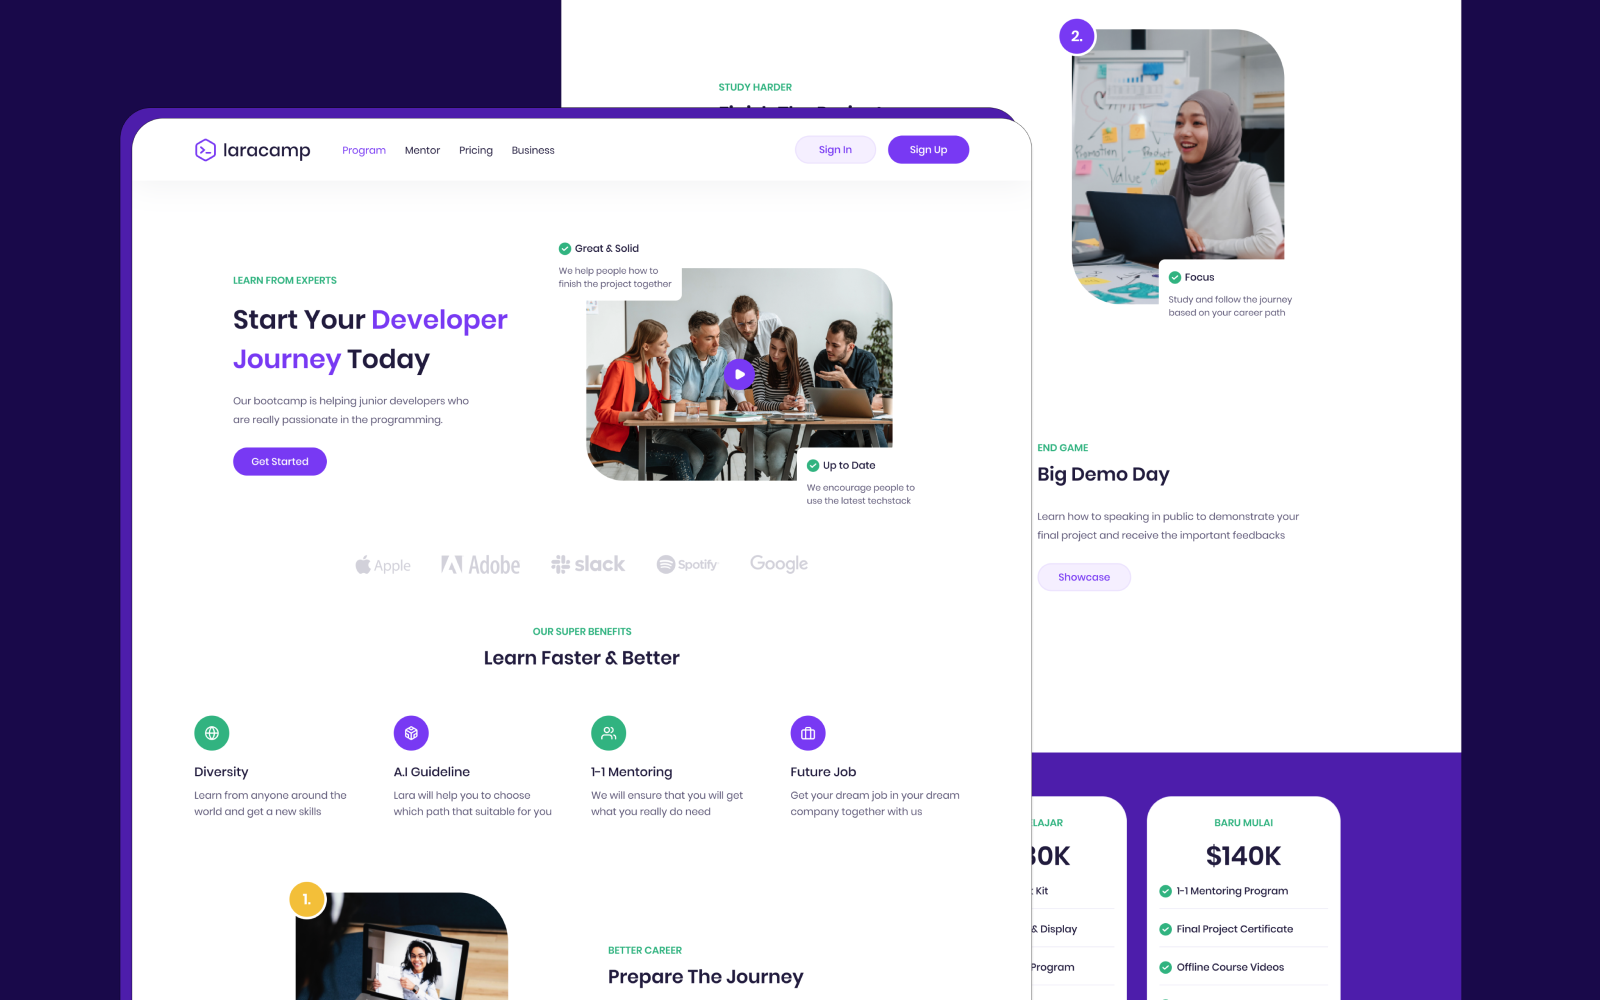 laracamp
Program
Mentor
Pricing
Business
Sign In
Sign Up
LEARN FROM EXPERTS
Start Your Developer
Journey Today
Our bootcamp is helping junior developers who
are really passionate in the programming.
Get Started
Great & Solid
We help people how to
finish the project together
Up to Date
We encourage people to
use the latest techstack
Apple
Adobe
slack
Spotify
Google
OUR SUPER BENEFITS
Learn Faster & Better
Diversity
Learn from anyone around the
world and get a new skills
A.I Guideline
Lara will help you to choose
which path that suitable for you
1-1 Mentoring
We will ensure that you will get
what you really do need
Future Job
Get your dream job in your dream
company together with us
1.
BETTER CAREER
Prepare The Journey
STUDY HARDER
2.
Promotion
Product
Value
Focus
Study and follow the journey
based on your career path
END GAME
Big Demo Day
Learn how to speaking in public to demonstrate your
final project and receive the important feedbacks
Showcase
LAJAR
0K
Kit
& Display
Program
BARU MULAI
$140K
1-1 Mentoring Program
Final Project Certificate
Offline Course Videos